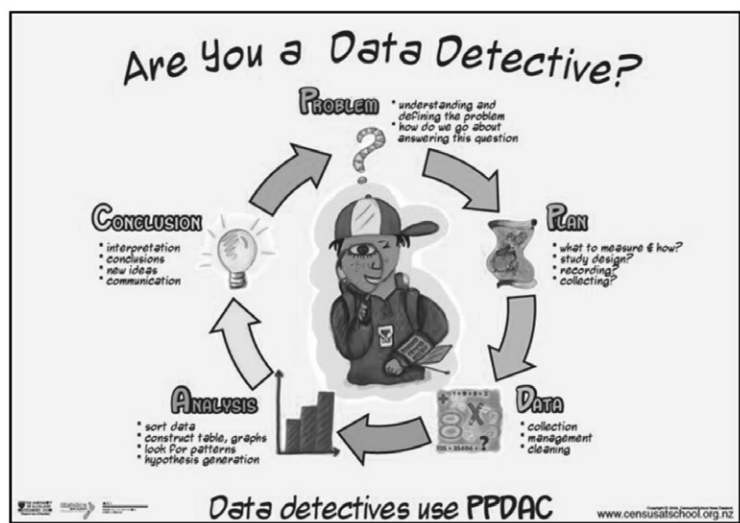 Are You a Data Detective?
PROBLEM
* understanding and
defining the problem
* how do we go about
answering this question
PLAN
* what to measure & how?
* study design?
* recording?
* collecting?
DATA
* collection
* management
* cleaning
ANALYSIS
* sort data
* construct table, graphs
* look for patterns
* hypothesis generation
CONCLUSION
* interpretation
* conclusions
* new ideas
* communication
Data detectives use PPDAC
www.censusatschool.org.nz